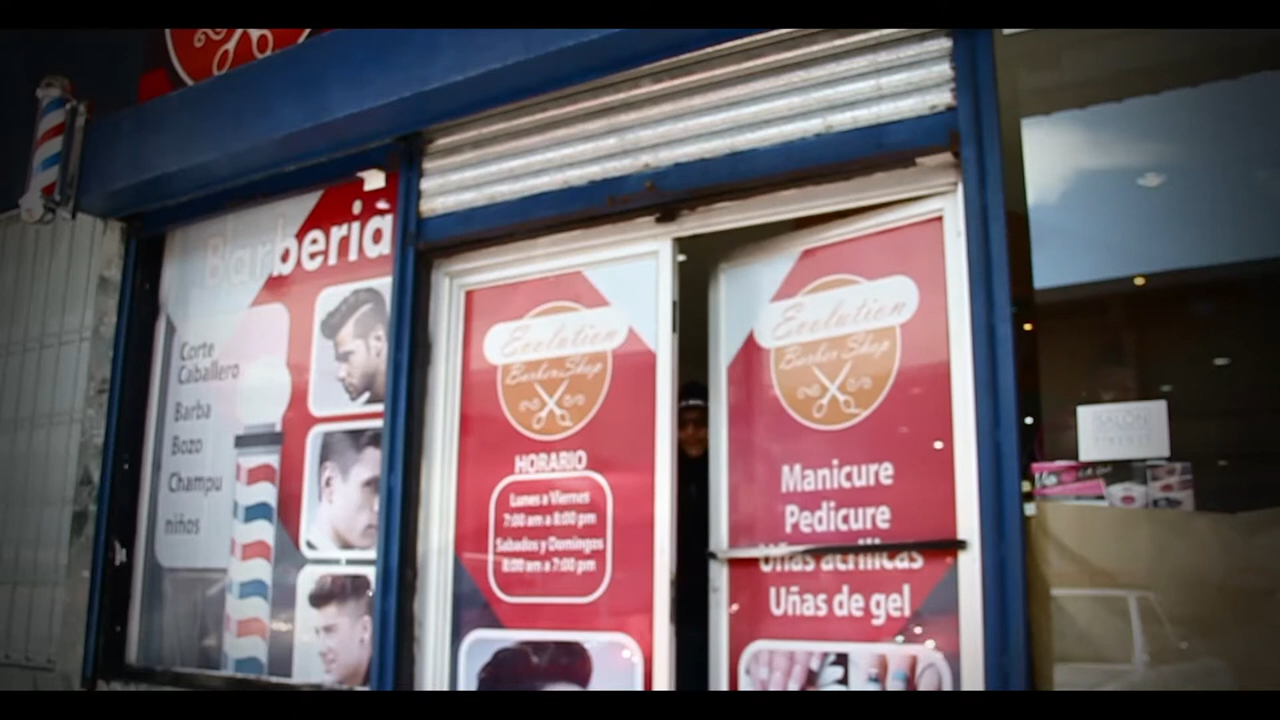 Barberia
Corte
Caballero
Barba
Bozo
Champu
niños
Evolution
Barber Shop
HORARIO
Lunes a Viernes
7:00 am a 8:00 pm
Sabados y Domingos
8:00 am a 7:00 pm
Evolution
Barber Shop
Manicure
Pedicure
Uñas acrilicas
Uñas de gel
SALON